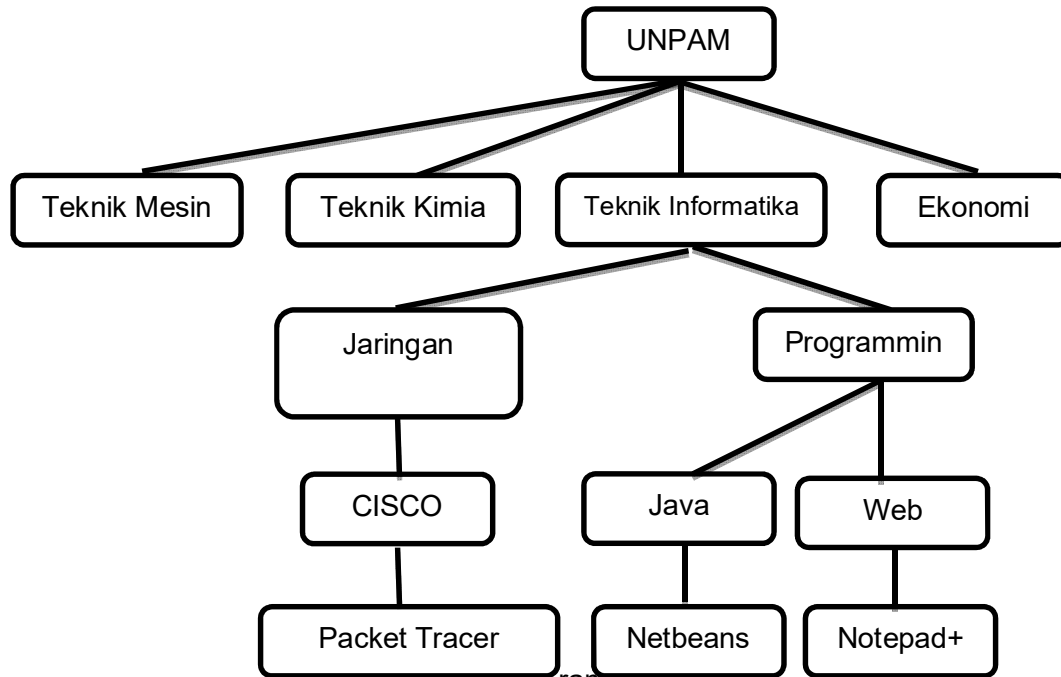 UNPAM
Teknik Mesin
Teknik Kimia
Teknik Informatika
Ekonomi
Jaringan
Programmin
CISCO
Java
Web
Packet Tracer
Netbeans
Notepad+